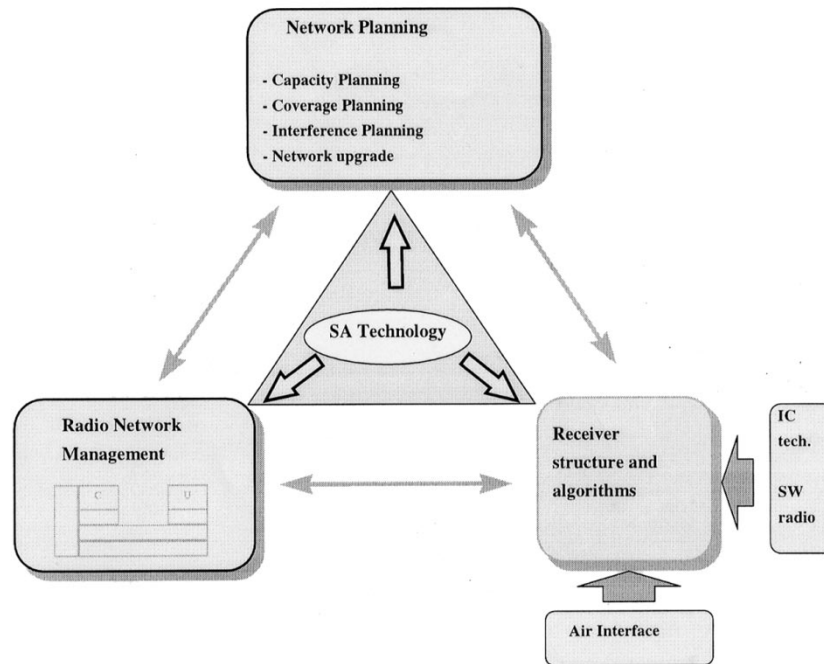 Network Planning
- Capacity Planning
- Coverage Planning
- Interference Planning
- Network upgrade
SA Technology
Radio Network
Management
C U
Receiver
structure and
algorithms
IC
tech.
SW
radio
Air Interface